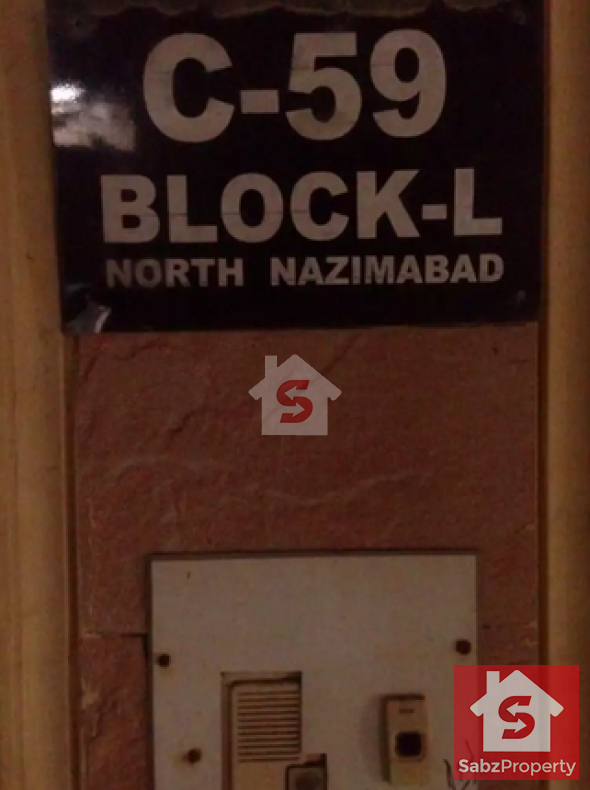 C-59
BLOCK-L
NORTH NAZIMABAD
SabzProperty